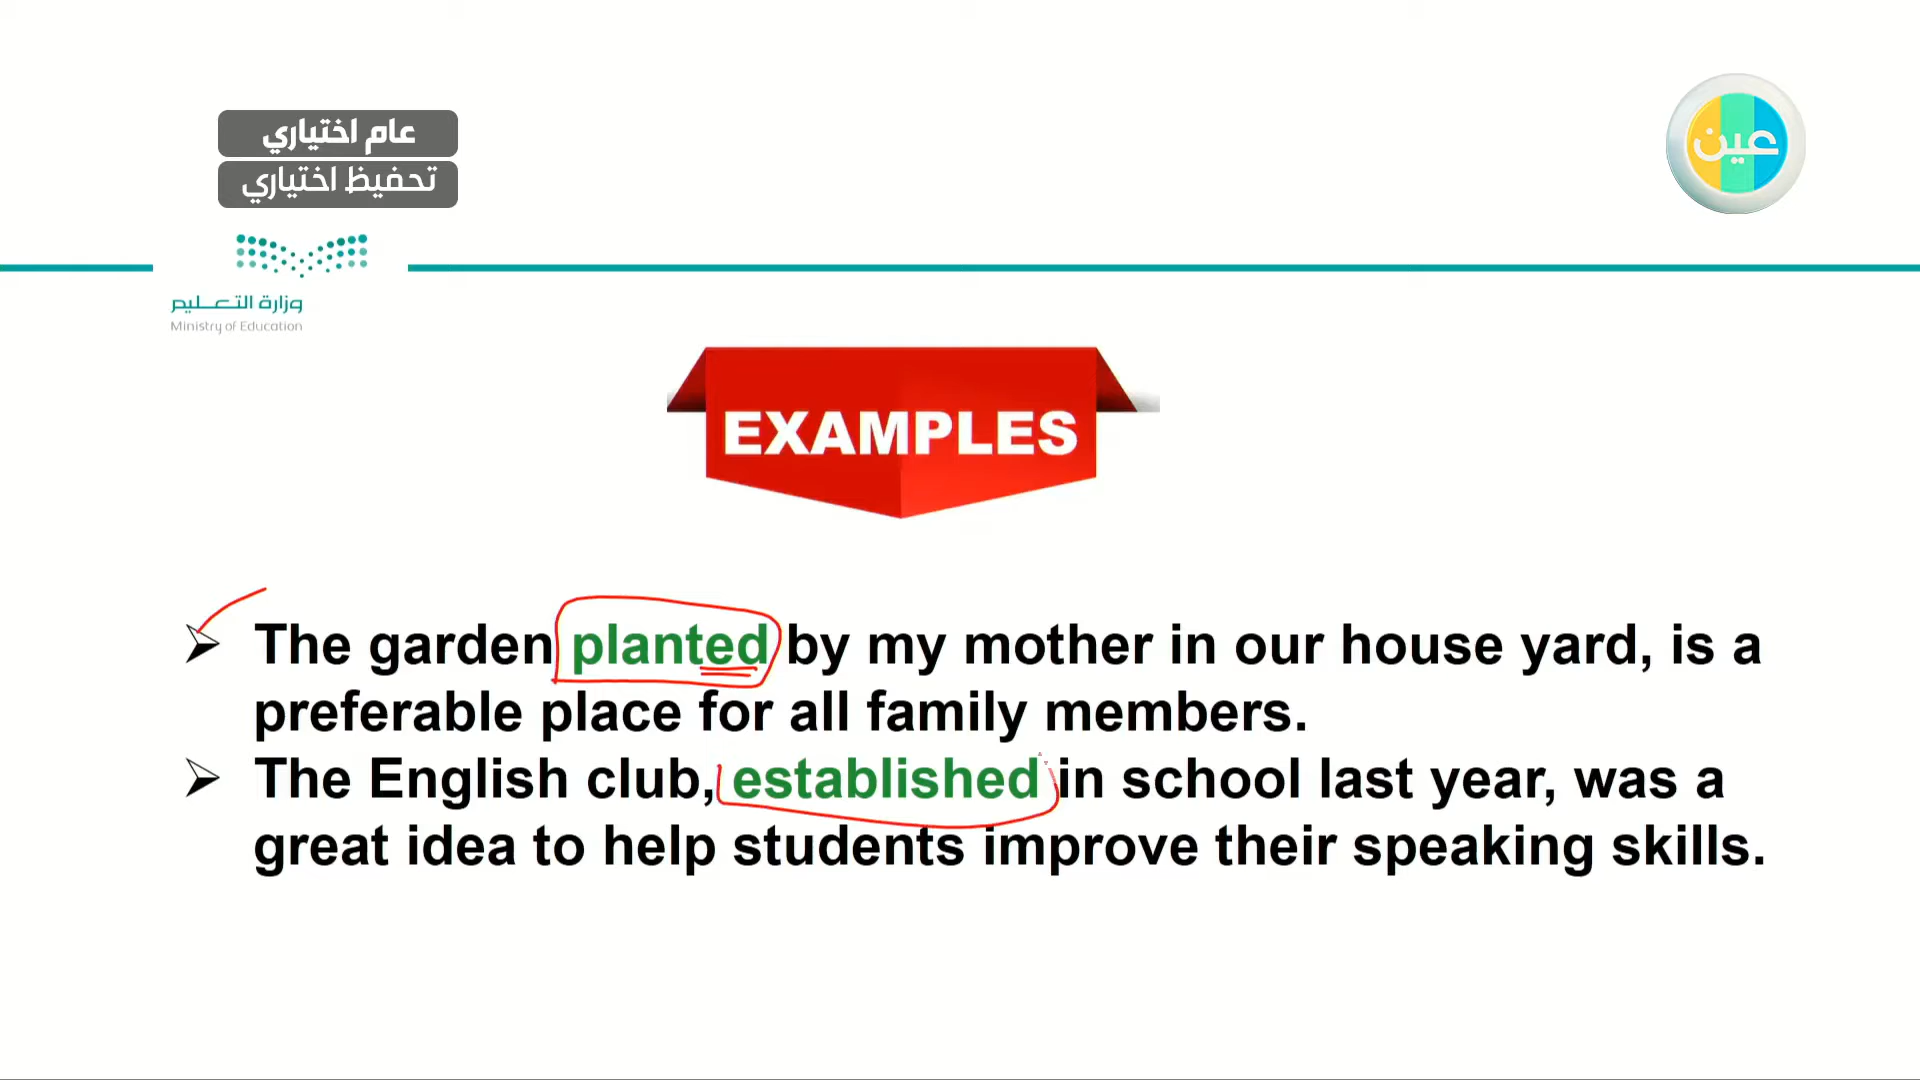 عام اختياري
تحفيظ اختياري
عين
وزارة التعليم
Ministry of Education
EXAMPLES
The garden planted by my mother in our house yard, is a
preferable place for all family members.
The English club, established in school last year, was a
great idea to help students improve their speaking skills.